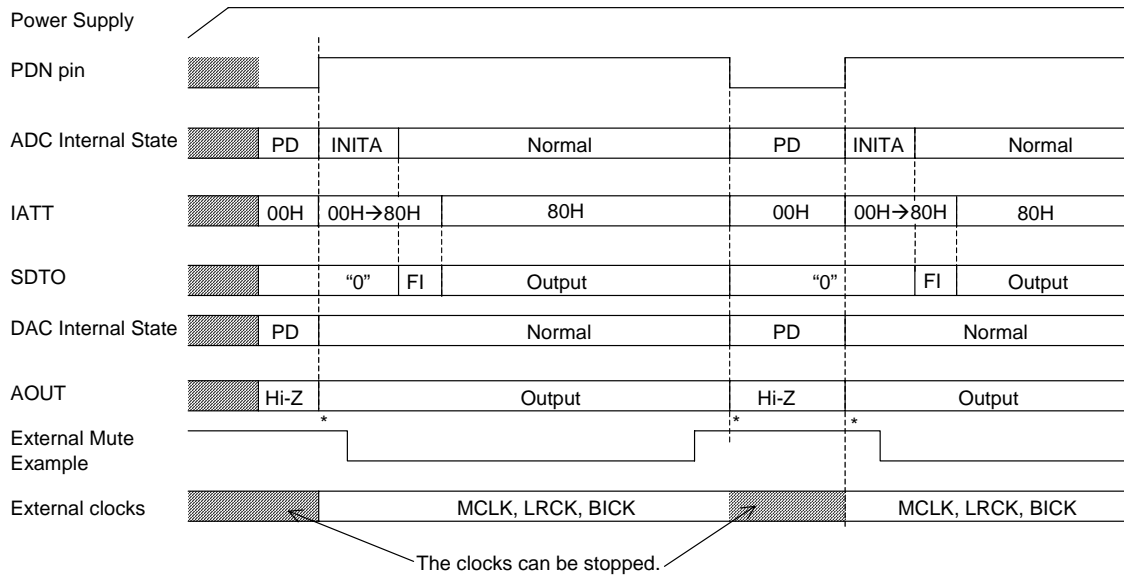 Power Supply
PDN pin
ADC Internal State PD INITA Normal PD INITA Normal
IATT 00H 00H→80H 80H 00H 00H→80H 80H
SDTO “0” FI Output “0” FI Output
DAC Internal State PD Normal PD Normal
AOUT Hi-Z Output Hi-Z Output
* * *
External Mute
Example
External clocks MCLK, LRCK, BICK MCLK, LRCK, BICK
The clocks can be stopped.